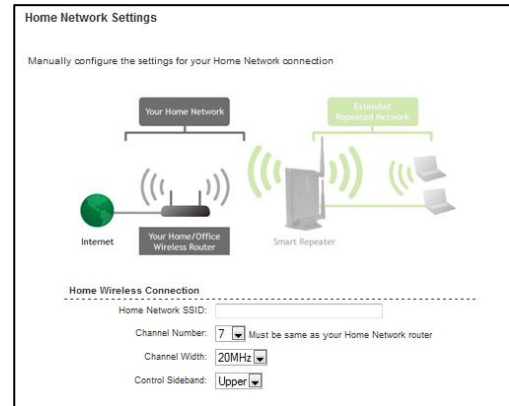 Home Network Settings
Manually configure the settings for your Home Network connection
Your Home Network
Extended
Repeated Network
Internet
Your Home/Office
Wireless Router
Smart Repeater
Home Wireless Connection
Home Network SSID:
Channel Number: 7 Must be same as your Home Network router
Channel Width: 20MHz
Control Sideband: Upper